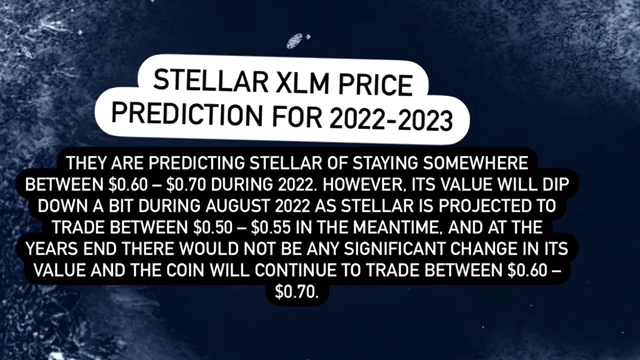 STELLAR XLM PRICE
PREDICTION FOR 2022-2023
THEY ARE PREDICTING STELLAR OF STAYING SOMEWHERE
BETWEEN $0.60 – $0.70 DURING 2022. HOWEVER, ITS VALUE WILL DIP
DOWN A BIT DURING AUGUST 2022 AS STELLAR IS PROJECTED TO
TRADE BETWEEN $0.50 – $0.55 IN THE MEANTIME, AND AT THE
YEARS END THERE WOULD NOT BE ANY SIGNIFICANT CHANGE IN ITS
VALUE AND THE COIN WILL CONTINUE TO TRADE BETWEEN $0.60 –
$0.70.